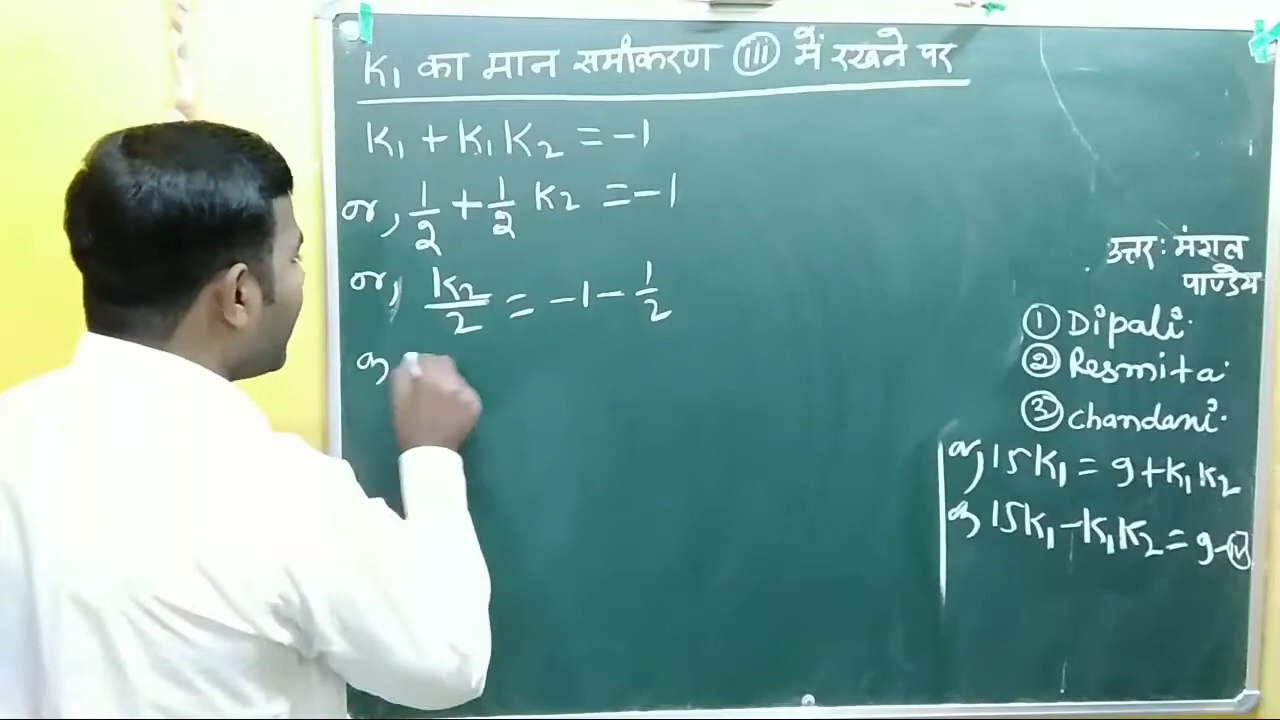 K₁ का मान समीकरण (iii) में रखने पर
K₁ + K₁K₂ = -1
or, 1/2 + 1/2 K₂ = -1
or, K₂/2 = -1 - 1/2
or,
उत्तर: मंगल
पाण्डेय
① Dipali.
② Resmita.
③ Chandani.
or, 15K₁ = 9 + K₁K₂
or, 15K₁ - K₁K₂ = 9 - (iv)